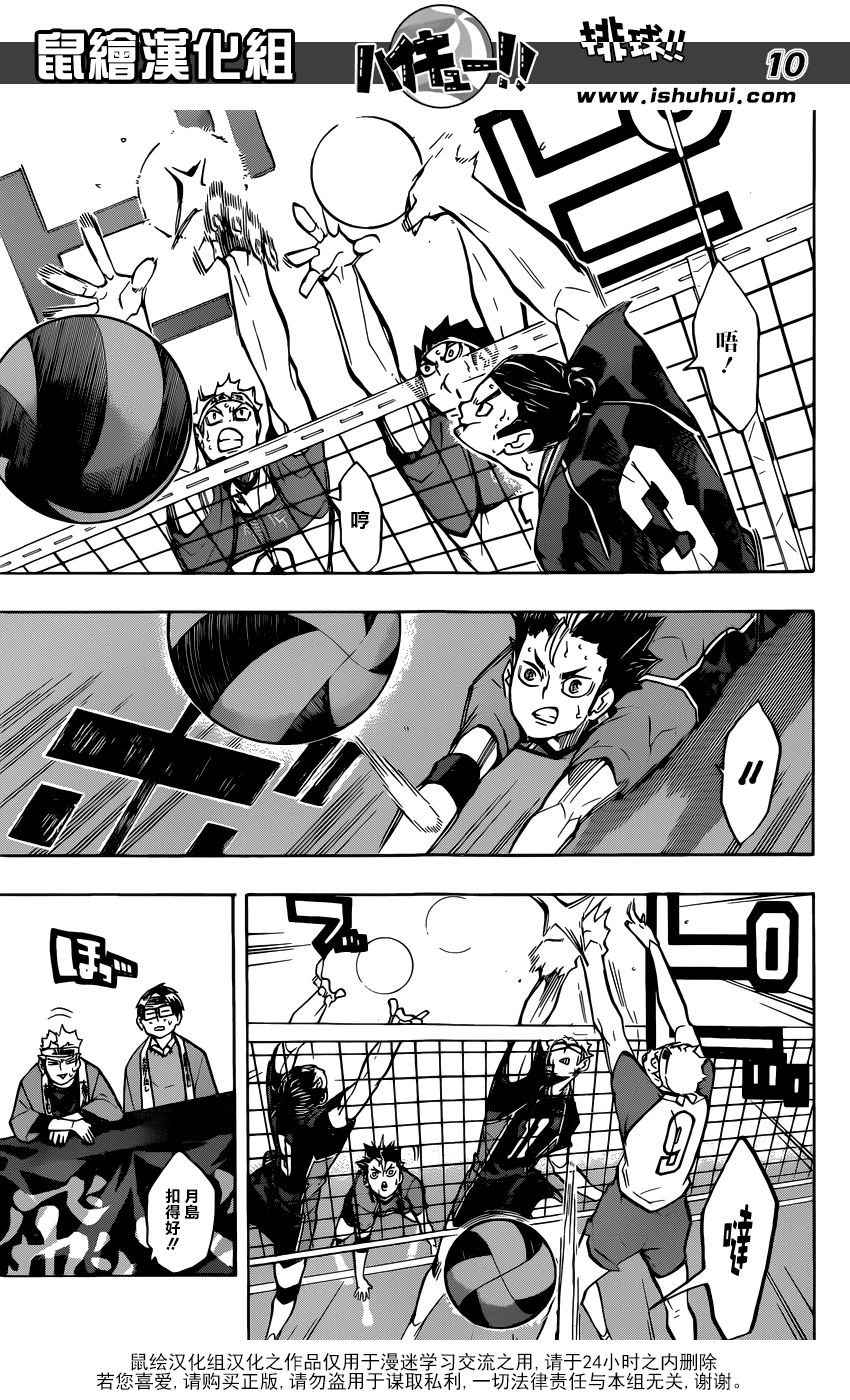 鼠繪漢化組
ハイキュー!!
排球!!
10
www.ishuhui.com
唔!
哼
!!
ほっ…
月島
扣得好!!
9
噠
鼠绘汉化组汉化之作品仅用于漫迷学习交流之用,请于24小时之内删除
若您喜爱,请购买正版,请勿用于谋取私利,一切法律责任与本组无关,谢谢。